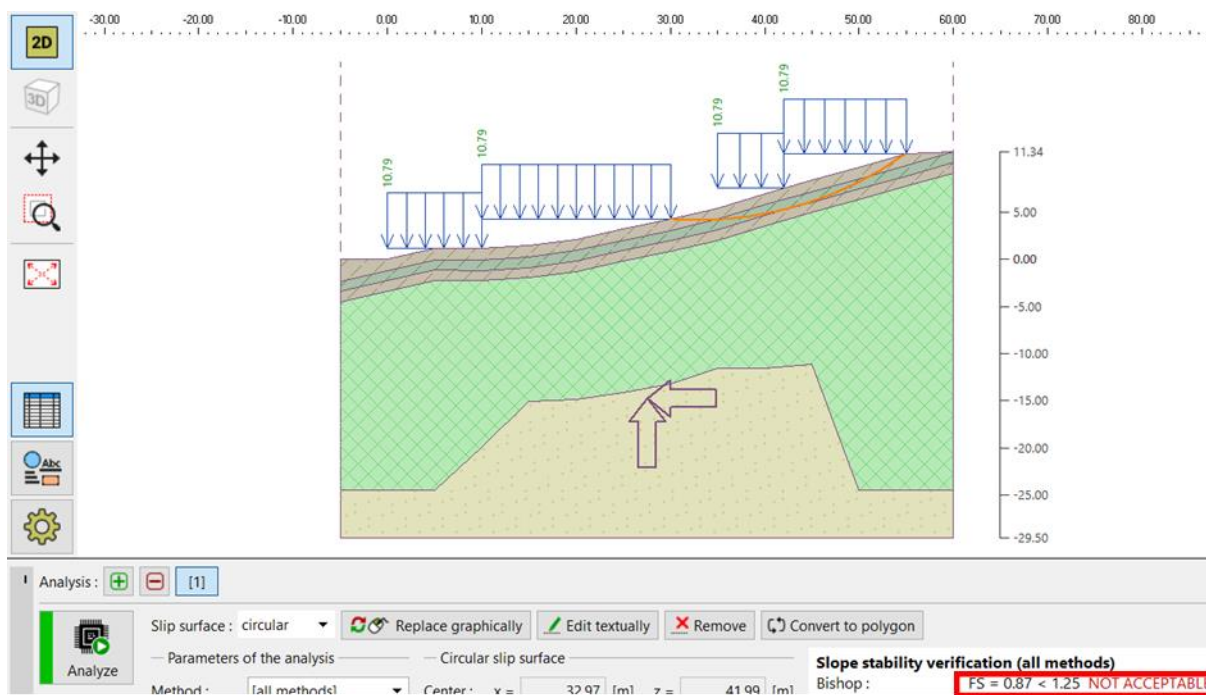 -30.00 -20.00 -10.00 0.00 10.00 20.00 30.00 40.00 50.00 60.00 70.00 80.00
2D
3D
10.79
10.79
10.79
10.79
11.34
5.00
0.00
-5.00
-10.00
-15.00
-20.00
-25.00
-29.50
Abc
Analysis : [1]
Analyze
Slip surface : circular Replace graphically Edit textually Remove Convert to polygon
Parameters of the analysis Circular slip surface
Method : [all methods] Center : x = 32.97 [m] z = 41.99 [m]
Slope stability verification (all methods)
Bishop : FS = 0.87 < 1.25 NOT ACCEPTABLE